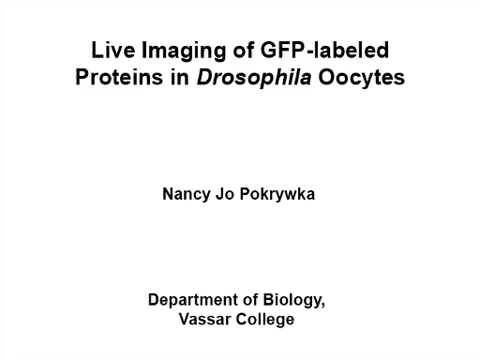 Live Imaging of GFP-labeled
Proteins in Drosophila Oocytes
Nancy Jo Pokrywka
Department of Biology,
Vassar College